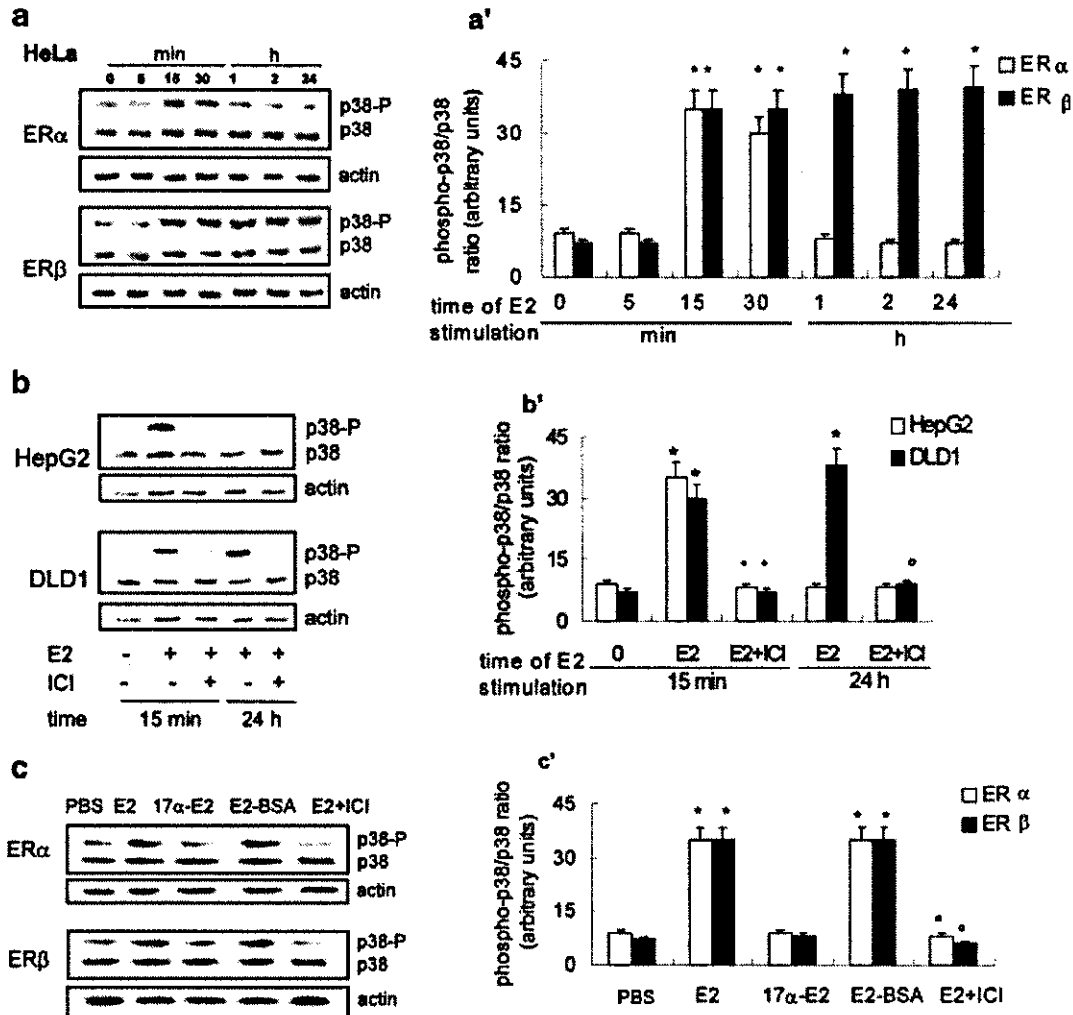 a
HeLa
min h
0 5 15 30 1 2 24
ERα
p38-P
p38
actin
ERβ
p38-P
p38
actin
a'
phospho-p38/p38
ratio (arbitrary units)
45
30
15
0
* * * * * * *
ER α
ER β
time of E2
stimulation
0 5 15 30 1 2 24
min h
b
HepG2
p38-P
p38
actin
DLD1
p38-P
p38
actin
E2 - + + + +
ICI - - + - +
time 15 min 24 h
b'
phospho-p38/p38 ratio
(arbitrary units)
45
30
15
0
* * *
HepG2
DLD1
time of E2
stimulation
0 E2 E2+ICI E2 E2+ICI
15 min 24 h
c
PBS E2 17α-E2 E2-BSA E2+ICI
ERα
p38-P
p38
actin
ERβ
p38-P
p38
actin
c'
phospho-p38/p38 ratio
(arbitrary units)
45
30
15
0
* * * *
ER α
ER β
PBS E2 17α-E2 E2-BSA E2+ICI